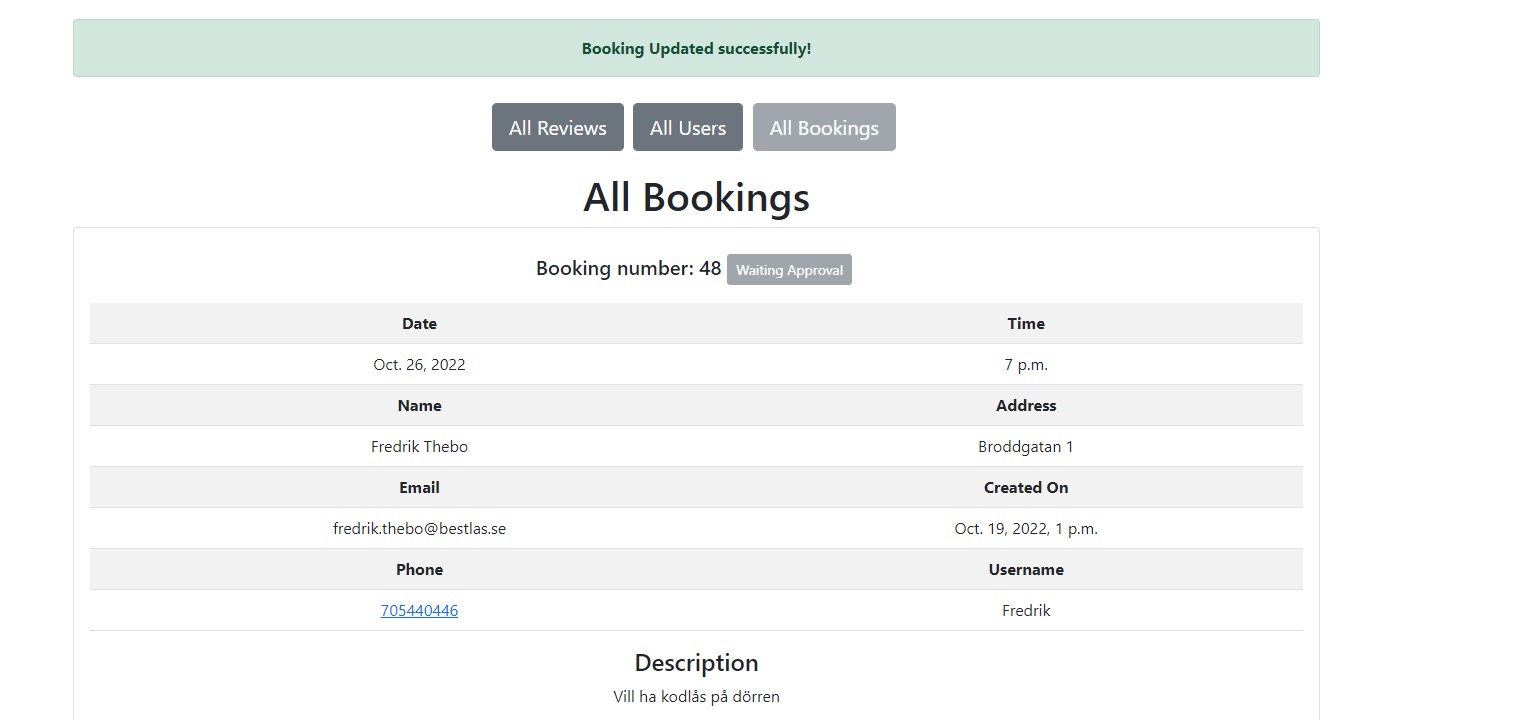 Booking Updated successfully!
All Reviews All Users All Bookings
All Bookings
Booking number: 48 Waiting Approval
Date Time
Oct. 26, 2022 7 p.m.
Name Address
Fredrik Thebo Broddgatan 1
Email Created On
fredrik.thebo@bestlas.se Oct. 19, 2022, 1 p.m.
Phone Username
705440446 Fredrik
Description
Vill ha kodlås på dörren